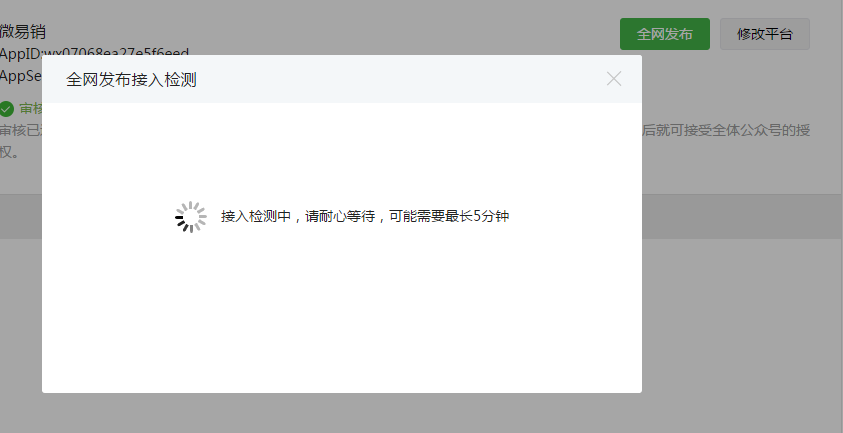 微易销
全网发布
修改平台
AppID:wx07068ea27e5f6eed
AppSe
全网发布接入检测
审核
审核已
后就可接受全体公众号的授
权。
接入检测中，请耐心等待，可能需要最长5分钟